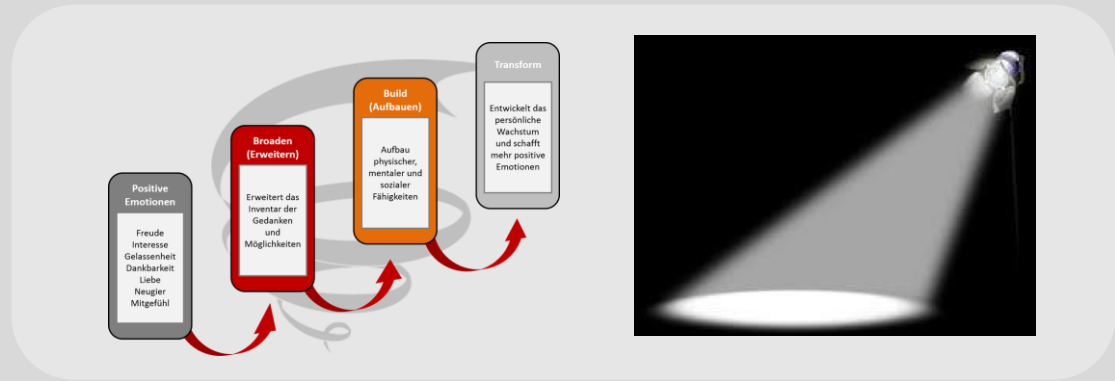 Positive
Emotionen
Freude
Interesse
Gelassenheit
Dankbarkeit
Liebe
Neugier
Mitgefühl
Broaden
(Erweitern)
Erweitert das
Inventar der
Gedanken
und
Möglichkeiten
Build
(Aufbauen)
Aufbau
physischer,
mentaler und
sozialer
Fähigkeiten
Transform
Entwickelt das
persönliche
Wachstum
und schafft
mehr positive
Emotionen